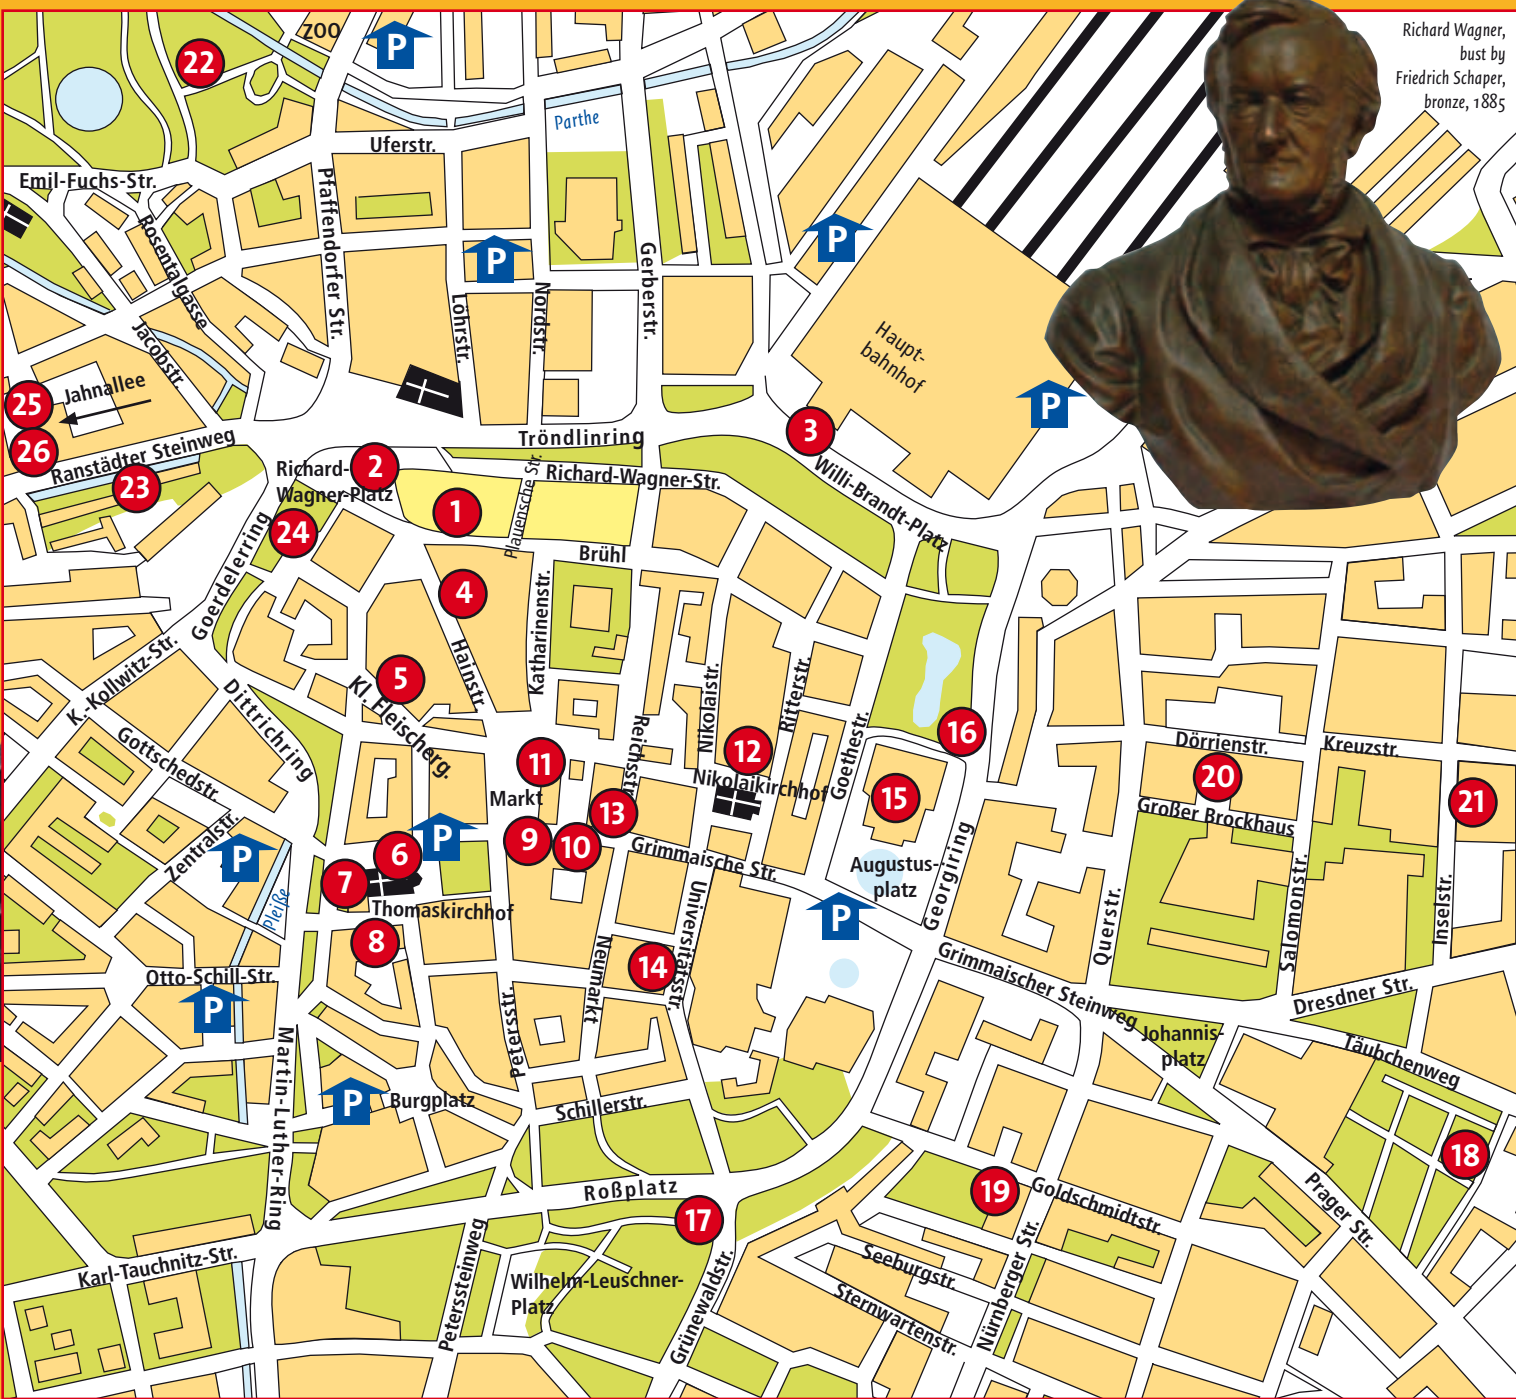 Richard Wagner,
bust by
Friedrich Schaper,
bronze, 1885
ZOO
P
22
Parthe
Uferstr.
Emil-Fuchs-Str.
Pfaffendorfer Str.
Rosentalgasse
P
P
Gerberstr.
Löhrstr.
Nordstr.
Jacobstr.
Haupt-
bahnhof
25
Jahnallee
P
3
26
Ranstädter Steinweg
Tröndlinring
23
Richard-
Wagner-Platz
2
Richard-Wagner-Str.
Willi-Brandt-Platz
1
Plauensche Str.
24
Brühl
Goerdelerring
4
Katharinenstr.
Hainstr.
K.-Kollwitz-Str.
5
Kl. Fleischerg.
Dittrichring
Nikolaistr.
Ritterstr.
Goethestr.
Reichsstr.
16
12
11
Gottschedstr.
Dörrienstr.
Kreuzstr.
20
Nikolaikirchhof
15
Markt
13
21
Großer Brockhaus
Zentralstr.
P
P
6
9
10
Grimmaische Str.
Augustus-
platz
Georgiring
7
Pleiße
Thomaskirchhof
P
Universitätsstr.
Querstr.
Salomonstr.
Inselstr.
8
Neumarkt
14
Otto-Schill-Str.
P
Grimmaischer Steinweg
Petersstr.
Dresdner Str.
Martin-Luther-Ring
Johannis-
platz
Täubchenweg
P
Burgplatz
Schillerstr.
18
Roßplatz
19
Goldschmidtstr.
17
Prager Str.
Karl-Tauchnitz-Str.
Peterssteinweg
Wilhelm-Leuschner-
Platz
Grünewaldstr.
Seeburgstr.
Sternwartenstr.
Nürnberger Str.